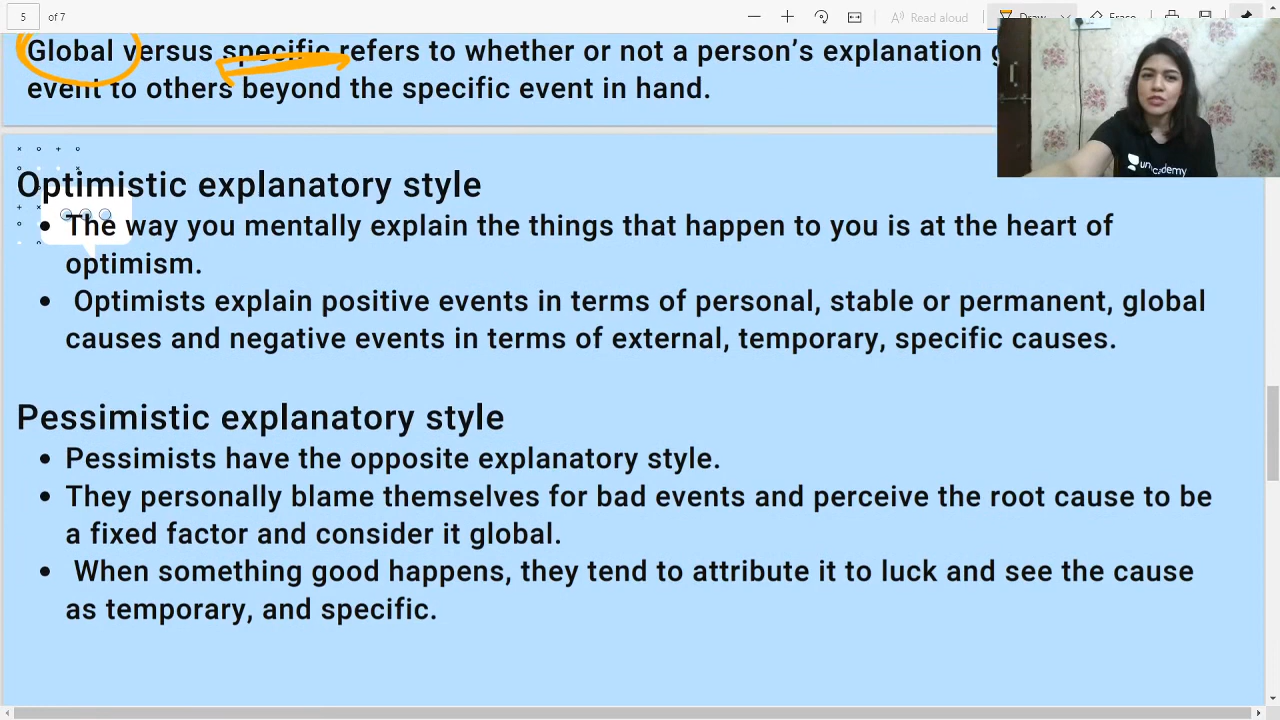 5 of 7
Read aloud
Draw
Erase
Global versus specific refers to whether or not a person's explanation
event to others beyond the specific event in hand.
unacademy
Optimistic explanatory style
• The way you mentally explain the things that happen to you is at the heart of
optimism.
• Optimists explain positive events in terms of personal, stable or permanent, global
causes and negative events in terms of external, temporary, specific causes.
Pessimistic explanatory style
• Pessimists have the opposite explanatory style.
• They personally blame themselves for bad events and perceive the root cause to be
a fixed factor and consider it global.
• When something good happens, they tend to attribute it to luck and see the cause
as temporary, and specific.